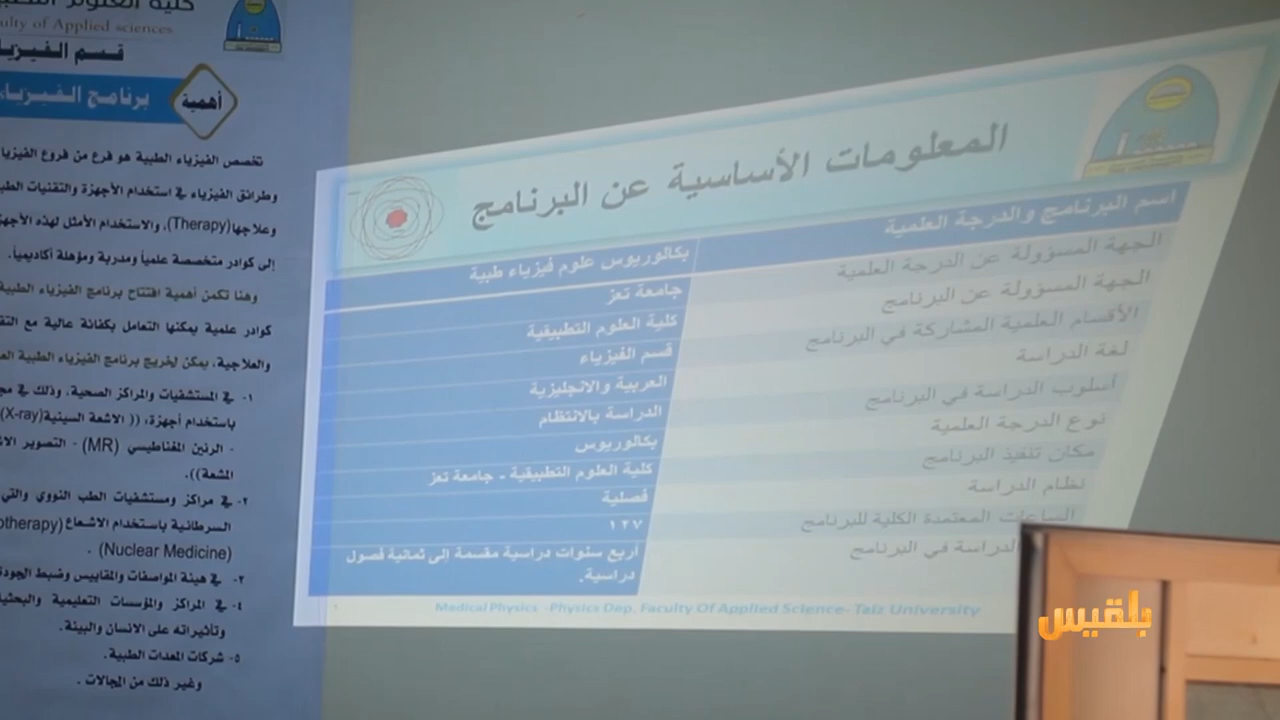 كلية العلوم
culty of Applied sciences
قسم الفيزياء
أهمية
برنامج الفيزياء
تخصص الفيزياء الطبية هو فرع من فروع الفيزيا
وطرائق الفيزياء في استخدام الأجهزة والتقنيات الطب
وعلاجها(Therapy)، والاستخدام الأمثل لهذه الأجه
إلى كوادر متخصصة علمياً ومدربة ومؤهلة أكاديمياً.
وهنا تكمن أهمية افتتاح برنامج الفيزياء الطبية
كوادر علمية يمكنها التعامل بكفائة عالية مع التق
والعلاجية، يمكن لخريج برنامج الفيزياء الطبية الع
١- في المستشفيات والمراكز الصحية، وذلك في مج
باستخدام أجهزة، (( الاشعة السينية(X-ray)
- الرنين المغناطيسي (MR) - التصوير الا
المشعة)).
٢- في مراكز ومستشفيات الطب النووي والتي
السرطانية باستخدام الاشعاع (otherapy
(Nuclear Medicine) .
٣- في هيئة المواصفات والمقاييس وضبط الجودة
٤- في المراكز والمؤسسات التعليمية والبحثية
وتأثيراته على الانسان والبيئة.
٥- شركات المعدات الطبية.
وغير ذلك من المجالات .
المعلومات الأساسية عن البرنامج
اسم البرنامج والدرجة العلمية بكالوريوس علوم فيزياء طبية
الجهة المسؤولة عن الدرجة العلمية جامعة تعز
الجهة المسؤولة عن البرنامج كلية العلوم التطبيقية
الأقسام العلمية المشاركة في البرنامج قسم الفيزياء
لغة الدراسة العربية والانجليزية
أسلوب الدراسة في البرنامج الدراسة بالانتظام
نوع الدرجة العلمية بكالوريوس
مكان تنفيذ البرنامج كلية العلوم التطبيقية - جامعة تعز
نظام الدراسة فصلية
الساعات المعتمدة الكلية للبرنامج ١٢٧
الدراسة في البرنامج أربع سنوات دراسية مقسمة إلى ثمانية فصول
دراسية.
Medical Physics - Physics Dep. Faculty Of Applied Science- Taiz University
بلقيس